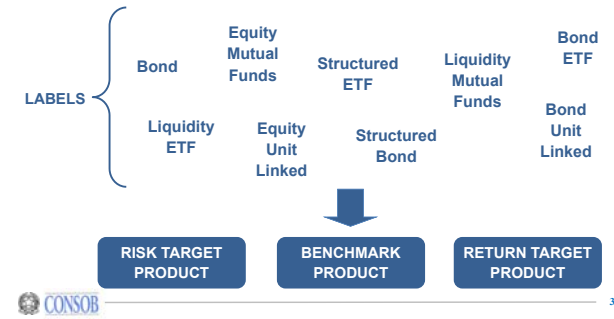 LABELS
Bond
Equity
Mutual
Funds
Structured
ETF
Liquidity
Mutual
Funds
Bond
ETF
Liquidity
ETF
Equity
Unit
Linked
Structured
Bond
Bond
Unit
Linked
RISK TARGET
PRODUCT
BENCHMARK
PRODUCT
RETURN TARGET
PRODUCT
CONSOB
3